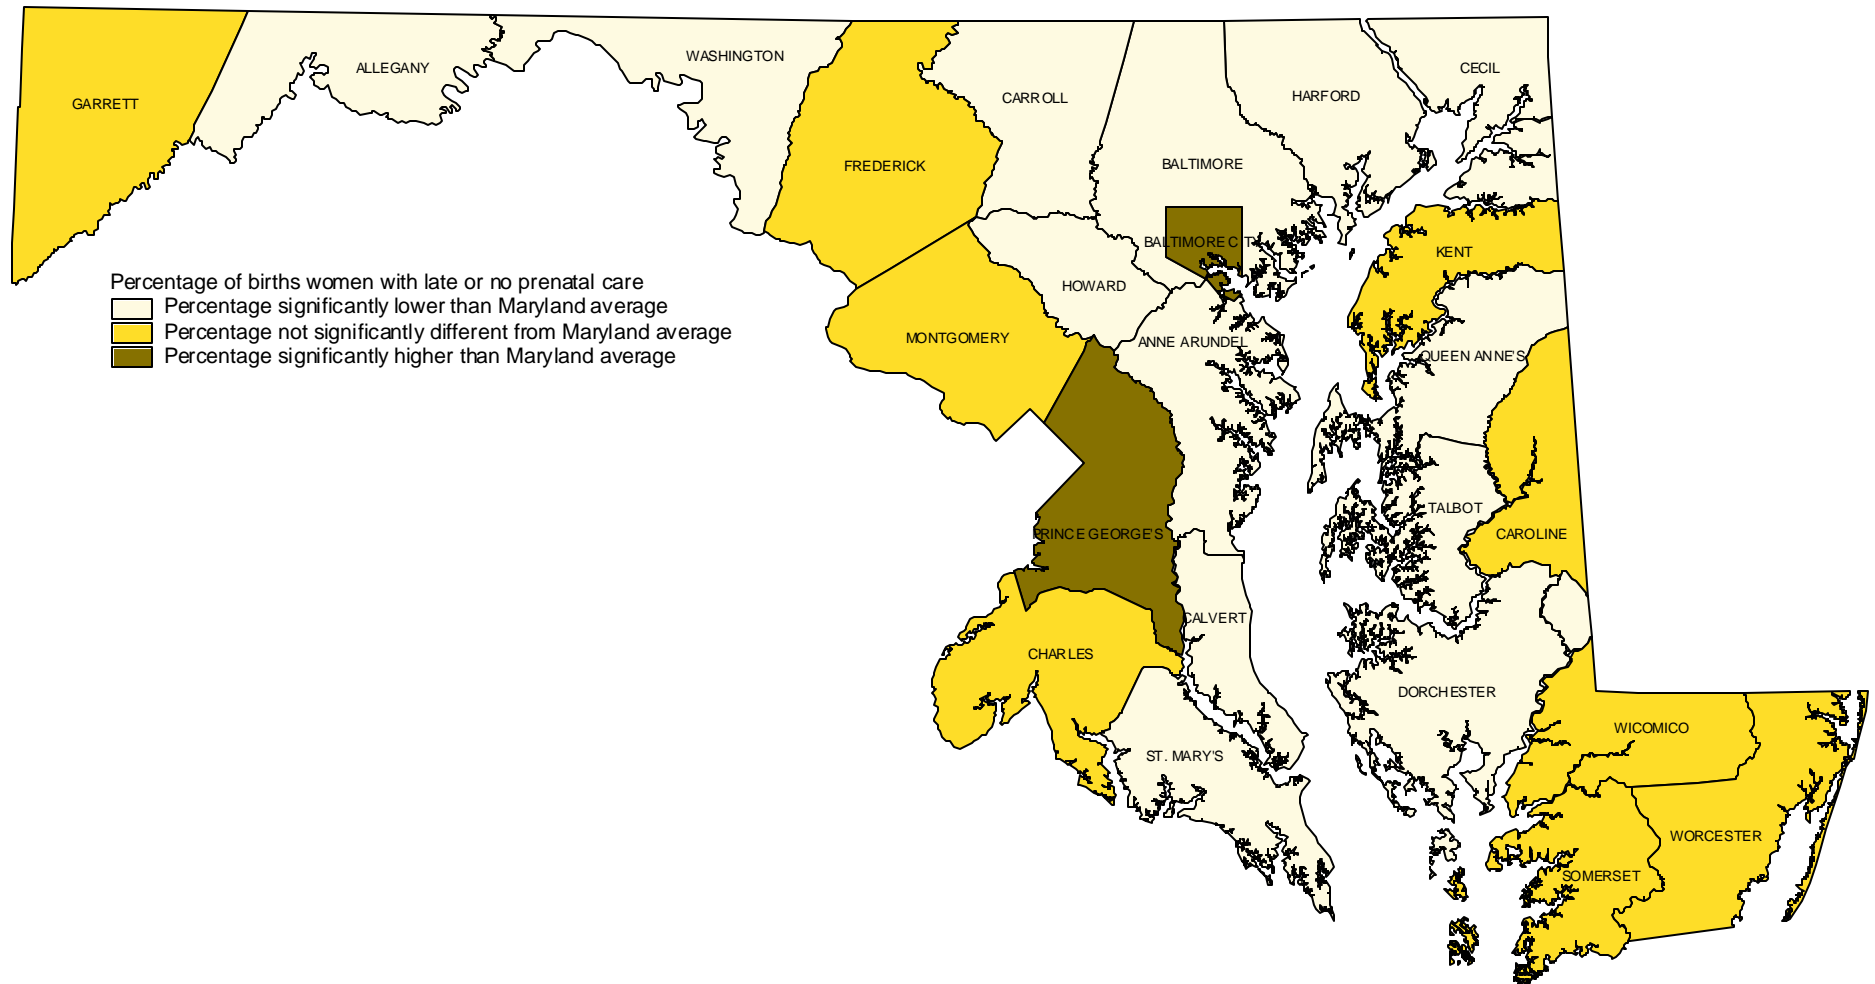 WASHINGTON
ALLEGANY
CECIL
GARRETT
CARROLL
HARFORD
FREDERICK
BALTIMORE
BALTIMORE CITY
KENT
Percentage of births women with late or no prenatal care
Percentage significantly lower than Maryland average
Percentage not significantly different from Maryland average
Percentage significantly higher than Maryland average
HOWARD
MONTGOMERY
ANNE ARUNDEL
QUEEN ANNE'S
TALBOT
PRINCE GEORGE'S
CAROLINE
CALVERT
CHARLES
DORCHESTER
WICOMICO
ST. MARY'S
WORCESTER
SOMERSET